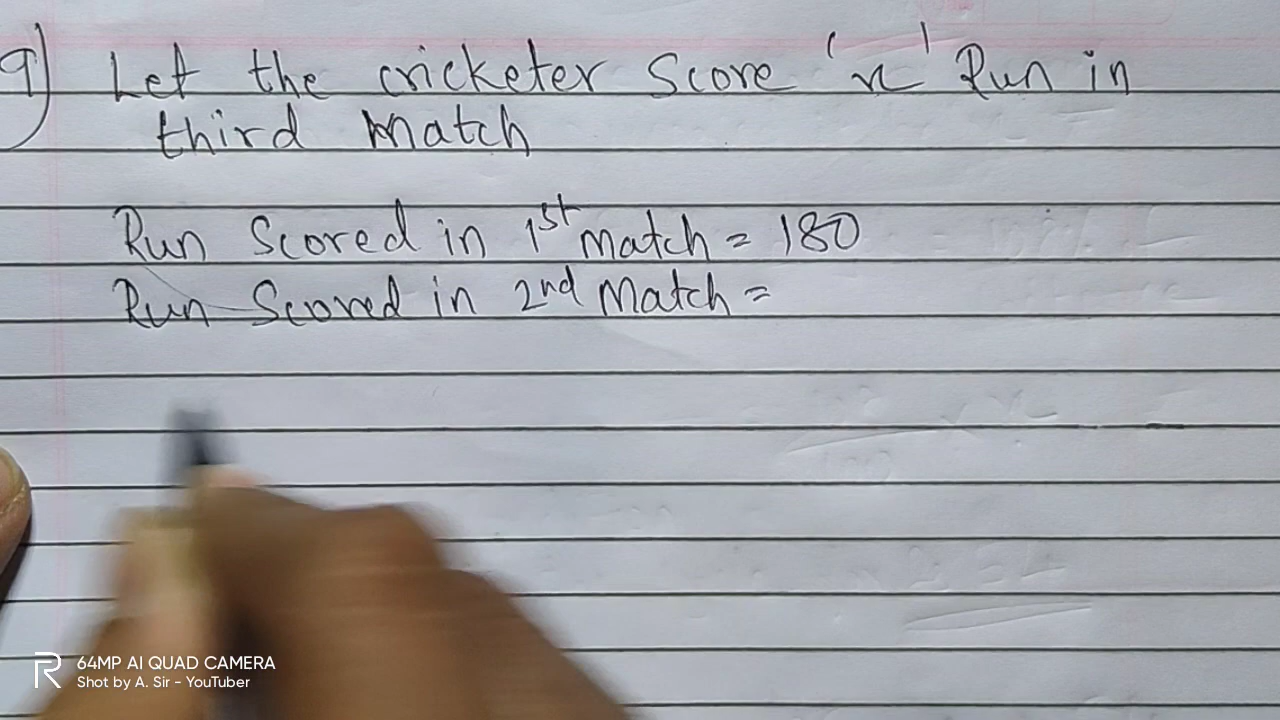 9) Let the cricketer Score 'x' Run in
third match
Run Scored in 1st match = 180
Run Scored in 2nd Match =
R 64MP AI QUAD CAMERA
Shot by A. Sir - YouTuber